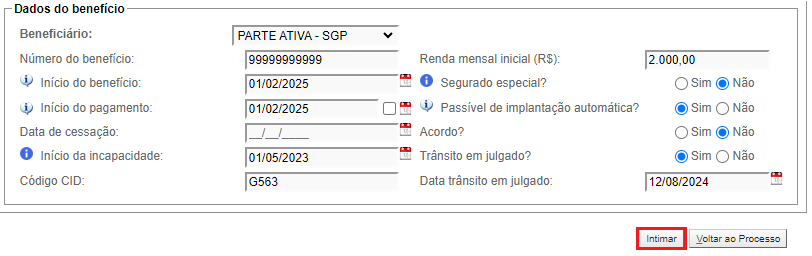 Dados do benefício
Beneficiário: PARTE ATIVA - SGP
Número do benefício: 99999999999 Renda mensal inicial (R$): 2.000,00
Início do benefício: 01/02/2025 Segurado especial? Sim Não
Início do pagamento: 01/02/2025 Passível de implantação automática? Sim Não
Data de cessação: __/__/____ Acordo? Sim Não
Início da incapacidade: 01/05/2023 Trânsito em julgado? Sim Não
Código CID: G563 Data trânsito em julgado: 12/08/2024
Intimar Voltar ao Processo